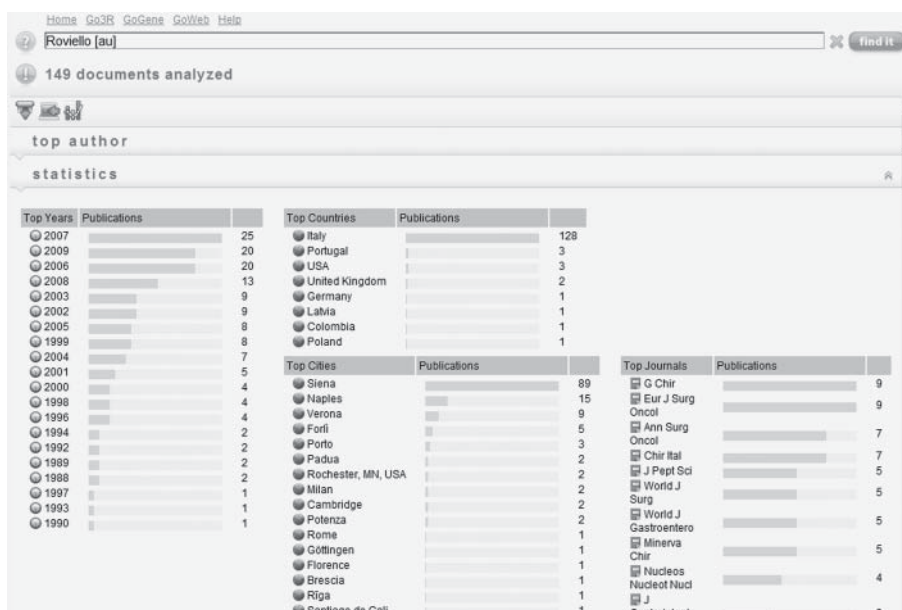 Home Go3R GoGene GoWeb Help
Roviello [au]
find it
149 documents analyzed
top author
statistics
Top Years Publications
2007 25
2009 20
2006 20
2008 13
2003 9
2002 9
2005 8
1999 8
2004 7
2001 5
2000 4
1998 4
1996 4
1994 2
1992 2
1989 2
1988 2
1997 1
1993 1
1990 1
Top Countries Publications
Italy 128
Portugal 3
USA 3
United Kingdom 2
Germany 1
Latvia 1
Colombia 1
Poland 1
Top Cities Publications
Siena 89
Naples 15
Verona 9
Forlì 5
Porto 3
Padua 2
Rochester, MN, USA 2
Milan 2
Cambridge 2
Potenza 2
Rome 1
Göttingen 1
Florence 1
Brescia 1
Rīga 1
Top Journals Publications
G Chir 9
Eur J Surg
Oncol 9
Ann Surg
Oncol 7
Chir Ital 7
J Pept Sci 5
World J
Surg 5
World J
Gastroentero 5
Minerva
Chir 5
Nucleos
Nucleot Nucl 4
J